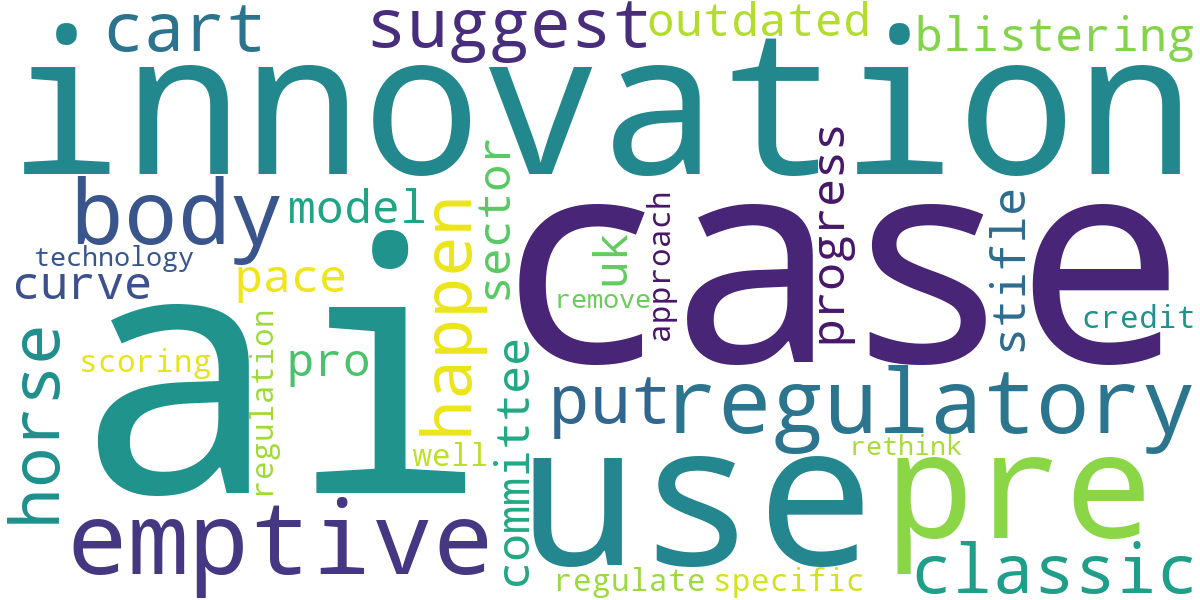 cart
suggest
outdated
blistering
innovation
body
model
sector
happen
case
approach
progress
uk
stifle
technology
curve
pace
remove
credit
ai
horse
scoring
regulation
pro
committee
put
regulatory
well
use
rethink
pre
emptive
classic
regulate
specific